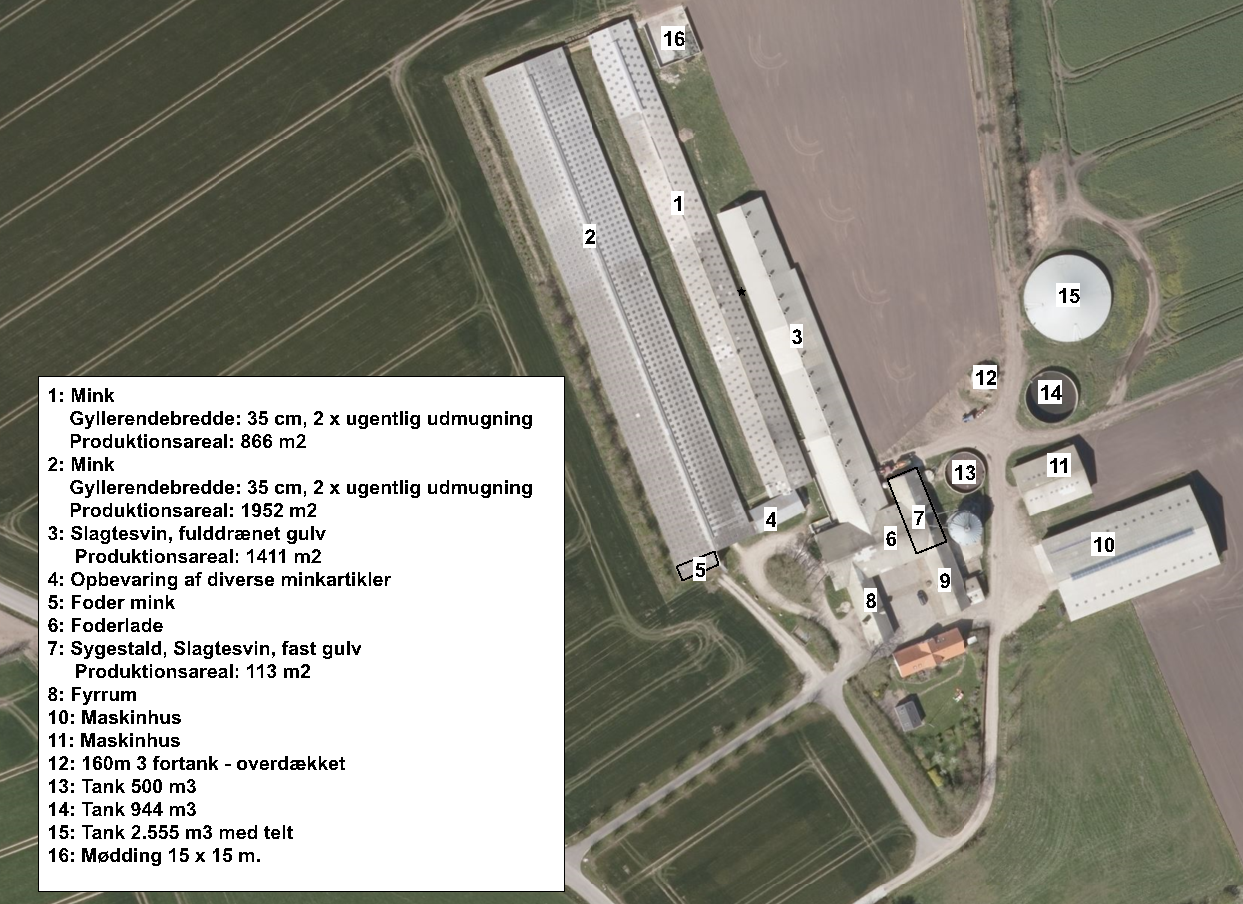 16
1
2
15
3
12
14
11
13
7
4
6
10
5
9
8
1: Mink
Gyllerendebredde: 35 cm, 2 x ugentlig udmugning
Produktionsareal: 866 m2
2: Mink
Gyllerendebredde: 35 cm, 2 x ugentlig udmugning
Produktionsareal: 1952 m2
3: Slagtesvin, fulddrænet gulv
Produktionsareal: 1411 m2
4: Opbevaring af diverse minkartikler
5: Foder mink
6: Foderlade
7: Sygestald, Slagtesvin, fast gulv
Produktionsareal: 113 m2
8: Fyrrum
10: Maskinhus
11: Maskinhus
12: 160m 3 fortank - overdækket
13: Tank 500 m3
14: Tank 944 m3
15: Tank 2.555 m3 med telt
16: Mødding 15 x 15 m.